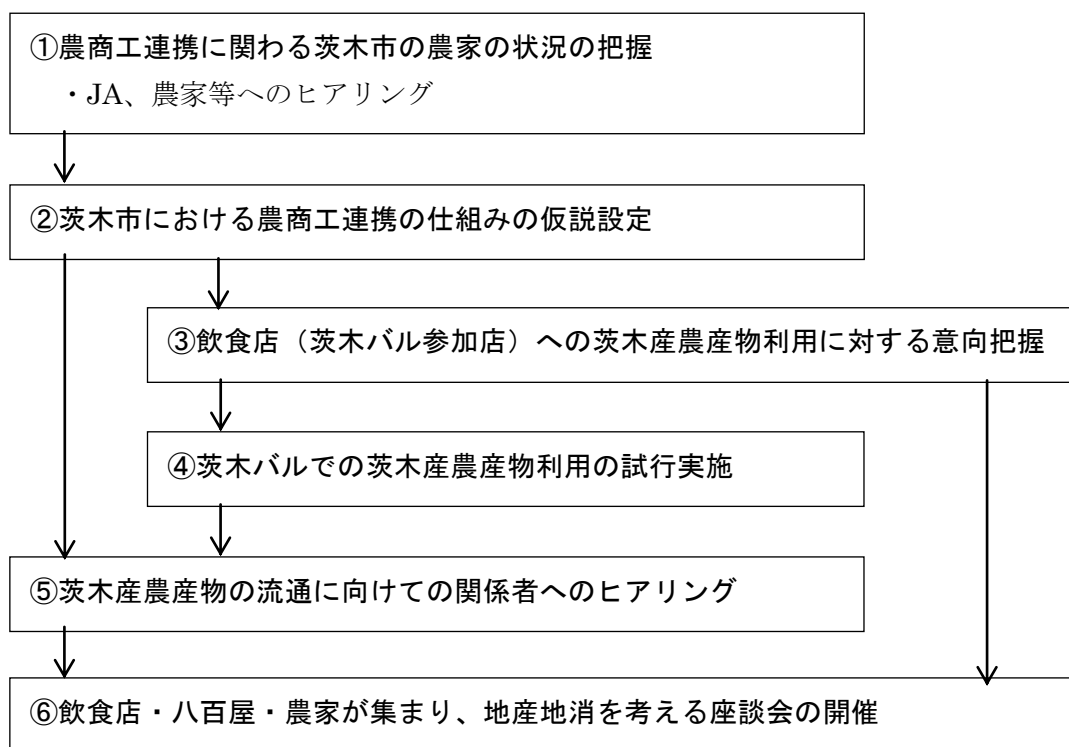 ①農商工連携に関わる茨木市の農家の状況の把握
・JA、農家等へのヒアリング
②茨木市における農商工連携の仕組みの仮説設定
③飲食店（茨木バル参加店）への茨木産農産物利用に対する意向把握
④茨木バルでの茨木産農産物利用の試行実施
⑤茨木産農産物の流通に向けての関係者へのヒアリング
⑥飲食店・八百屋・農家が集まり、地産地消を考える座談会の開催